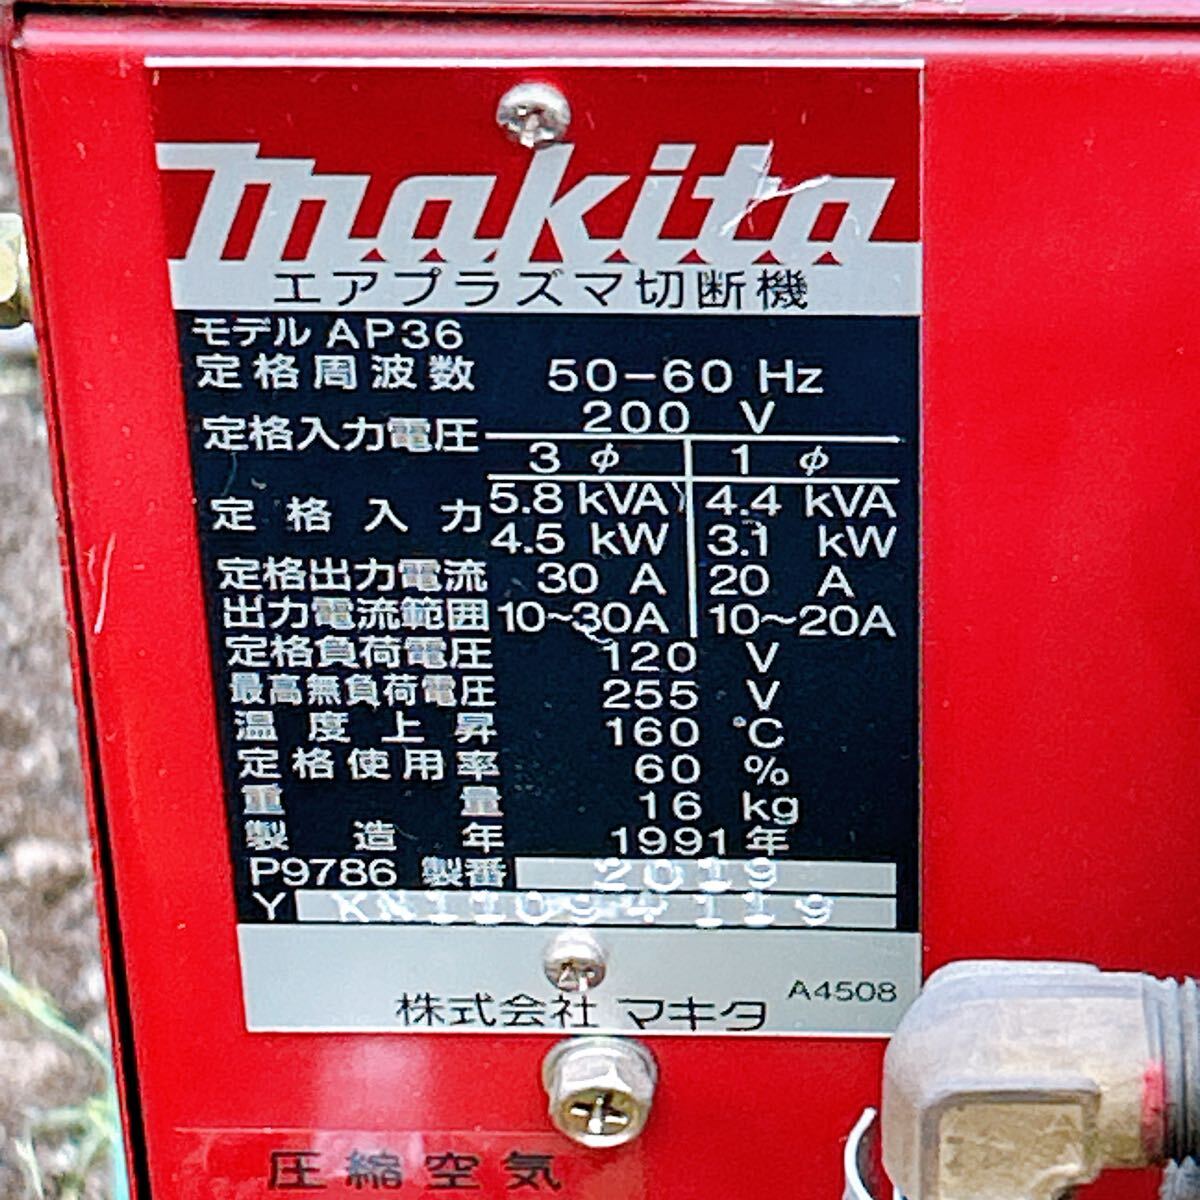 makita
エアプラズマ切断機
モデル AP36
定格周波数 50-60 Hz
定格入力電圧 200 V
3 φ 1 φ
定格入力 5.8 kVA 4.4 kVA
4.5 kW 3.1 kW
定格出力電流 30 A 20 A
出力電流範囲 10~30A 10~20A
定格負荷電圧 120 V
最高無負荷電圧 255 V
温度上昇 160 ℃
定格使用率 60 %
重量 16 kg
製造年 1991年
P9786 製番 2019
Y
株式会社 マキタ A4508
圧縮空気